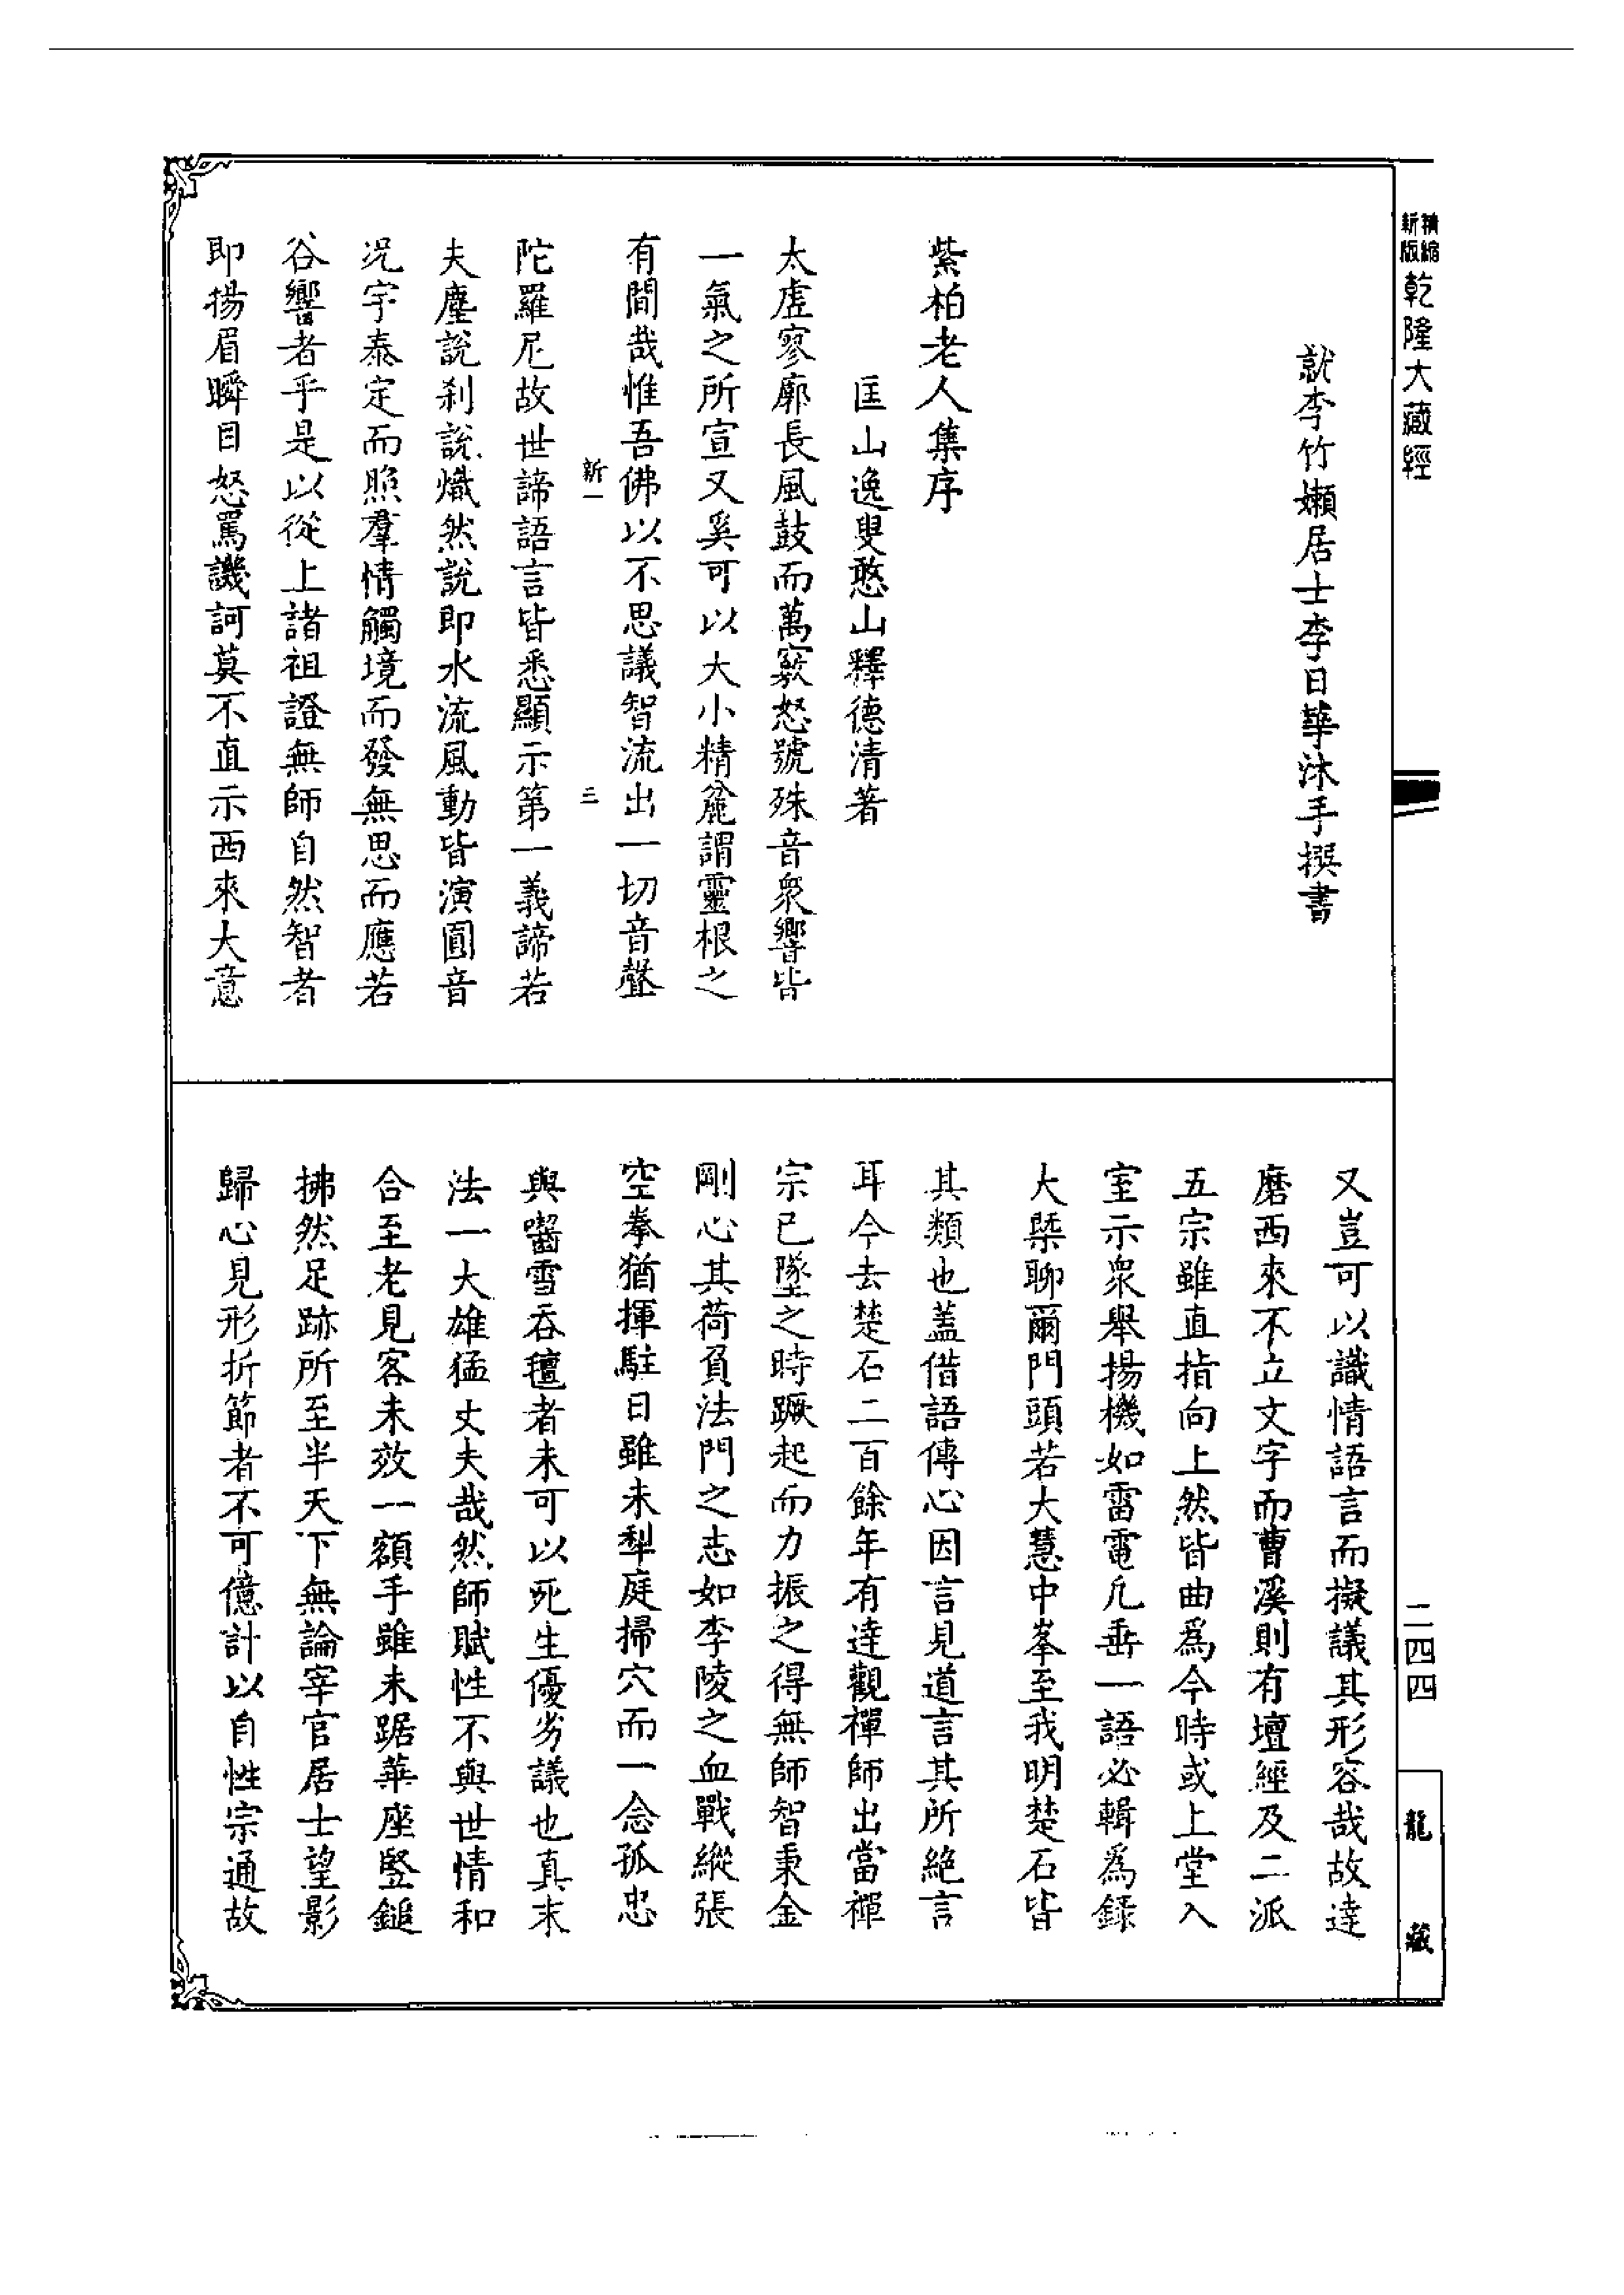 精縮新版乾隆大藏經
就李竹嬾居士李日華沐手撰書
紫柏老人集序
匡山逸叟憨山釋德清著
太虛寥廓長風鼓而萬竅怒號殊音衆響皆
一氣之所宣又奚可以大小精麄謂靈根之
有間哉惟吾佛以不思議智流出一切音聲
新一 三
陀羅尼故世諦語言皆悉顯示第一義諦若
夫塵說刹說熾然說即水流風動皆演圓音
況宇泰定而照羣情觸境而發無思而應若
谷響者乎是以從上諸祖證無師自然智者
即揚眉瞬目怒罵譏訶莫不直示西來大意
又豈可以識情語言而擬議其形容哉故達
磨西來不立文字而曹溪則有壇經及二派
五宗雖直指向上然皆曲為今時或上堂入
室示衆舉揚機如雷電凡垂一語必輯為錄
大槩聊爾門頭若大慧中峯至我明楚石皆
其類也蓋借語傳心因言見道言其所絕言
耳今去楚石二百餘年有達觀禪師出當禪
宗已墜之時蹶起而力振之得無師智秉金
剛心其荷負法門之志如李陵之血戰縱張
空拳猶揮駐日雖未犂庭掃穴而一念孤忠
與嚙雪吞氊者未可以死生優劣議也真末
法一大雄猛丈夫哉然師賦性不與世情和
合至老見客未效一額手雖未踞華座竪鎚
拂然足跡所至半天下無論宰官居士望影
歸心見形折節者不可億計以自性宗通故
二四四
龍藏